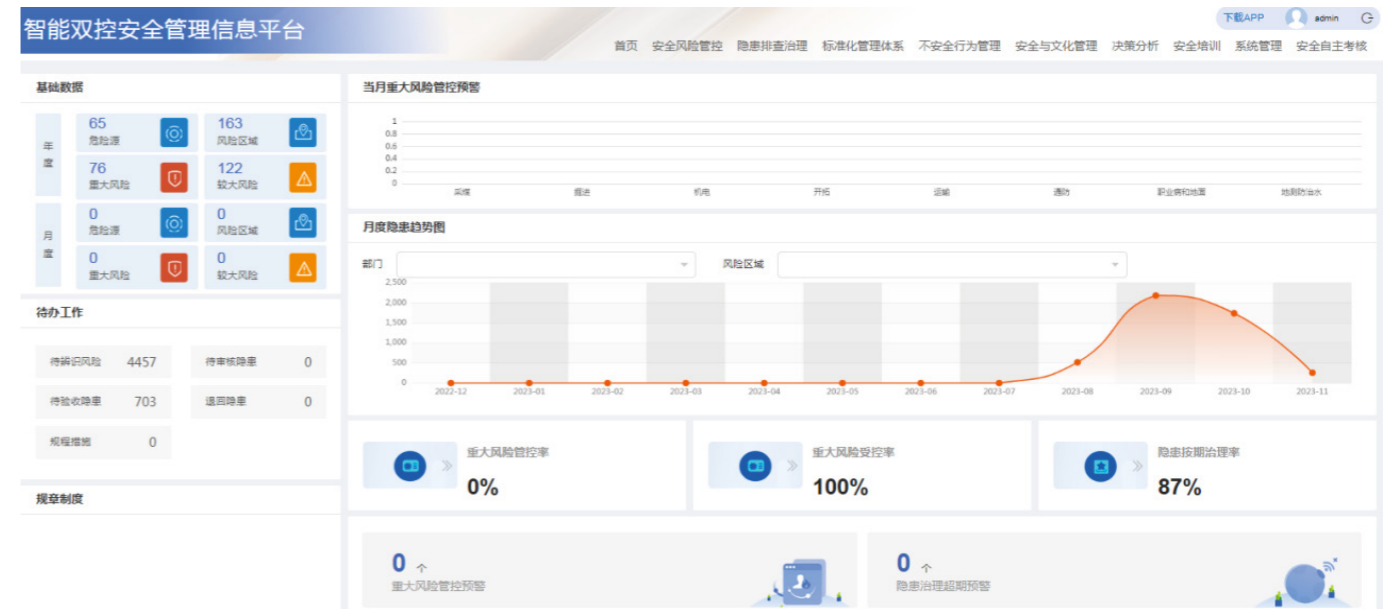 智能双控安全管理信息平台
下载APP admin
首页 安全风险管控 隐患排查治理 标准化管理体系 不安全行为管理 安全与文化管理 决策分析 安全培训 系统管理 安全自主考核
基础数据
年度
65
危险源
163
风险区域
76
重大风险
122
较大风险
月度
0
危险源
0
风险区域
0
重大风险
0
较大风险
待办工作
待辨识风险 4457 待审核隐患 0
待验收隐患 703 退回隐患 0
规程措施 0
规章制度
当月重大风险管控预警
1
0.8
0.6
0.4
0.2
0
采煤 掘进 机电 开拓 运输 通防 职业病和地面 地测防治水
月度隐患趋势图
部门 风险区域
2,500
2,000
1,500
1,000
500
0
2022-12 2023-01 2023-02 2023-03 2023-04 2023-05 2023-06 2023-07 2023-08 2023-09 2023-10 2023-11
重大风险管控率
0%
重大风险受控率
100%
隐患按期治理率
87%
0 个
重大风险管控预警
0 个
隐患治理超期预警